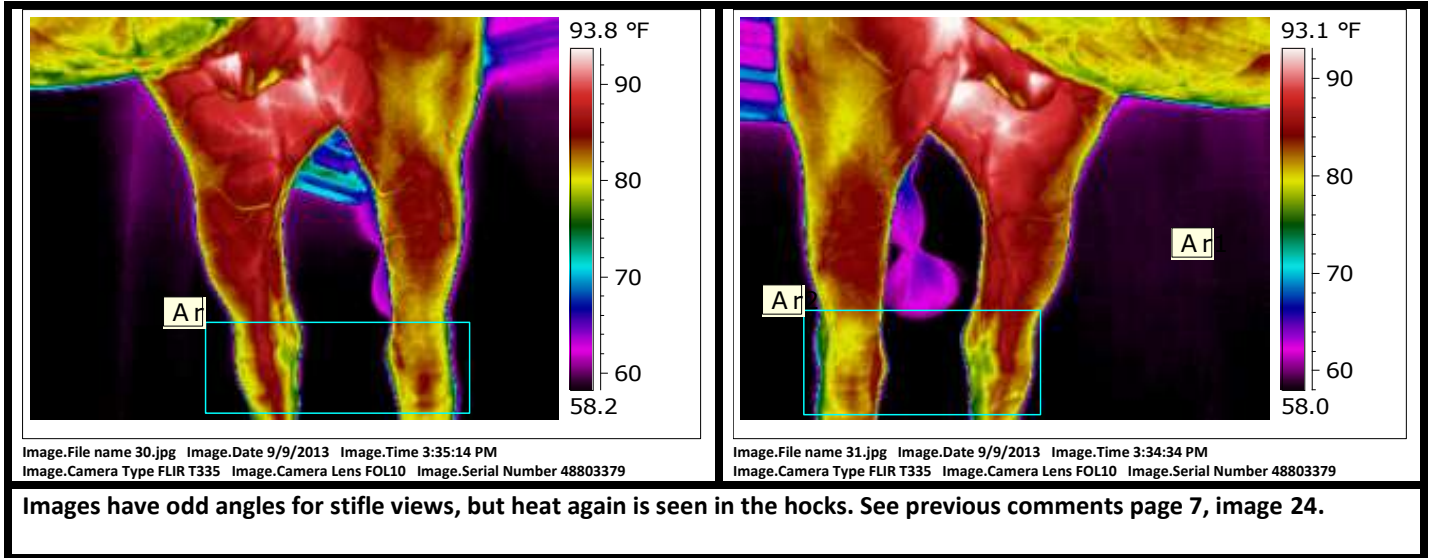 93.8 °F
90
80
70
60
58.2
Ar
Image.File name 30.jpg Image.Date 9/9/2013 Image.Time 3:35:14 PM
Image.Camera Type FLIR T335 Image.Camera Lens FOL10 Image.Serial Number 48803379
93.1 °F
90
80
70
60
58.0
Ar
Ar
Image.File name 31.jpg Image.Date 9/9/2013 Image.Time 3:34:34 PM
Image.Camera Type FLIR T335 Image.Camera Lens FOL10 Image.Serial Number 48803379
Images have odd angles for stifle views, but heat again is seen in the hocks. See previous comments page 7, image 24.